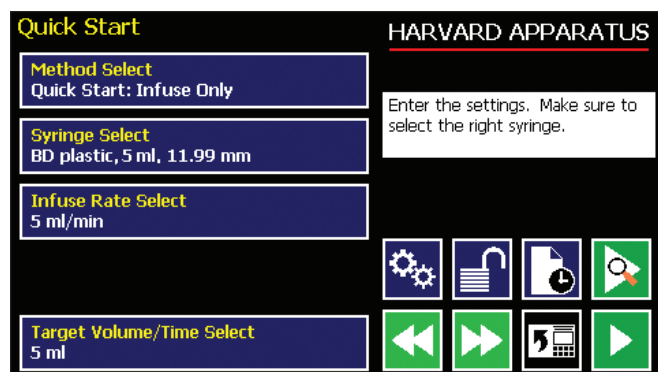 Quick Start
Method Select
Quick Start: Infuse Only
Syringe Select
BD plastic, 5 ml, 11.99 mm
Infuse Rate Select
5 ml/min
Target Volume/Time Select
5 ml
HARVARD APPARATUS
Enter the settings. Make sure to
select the right syringe.